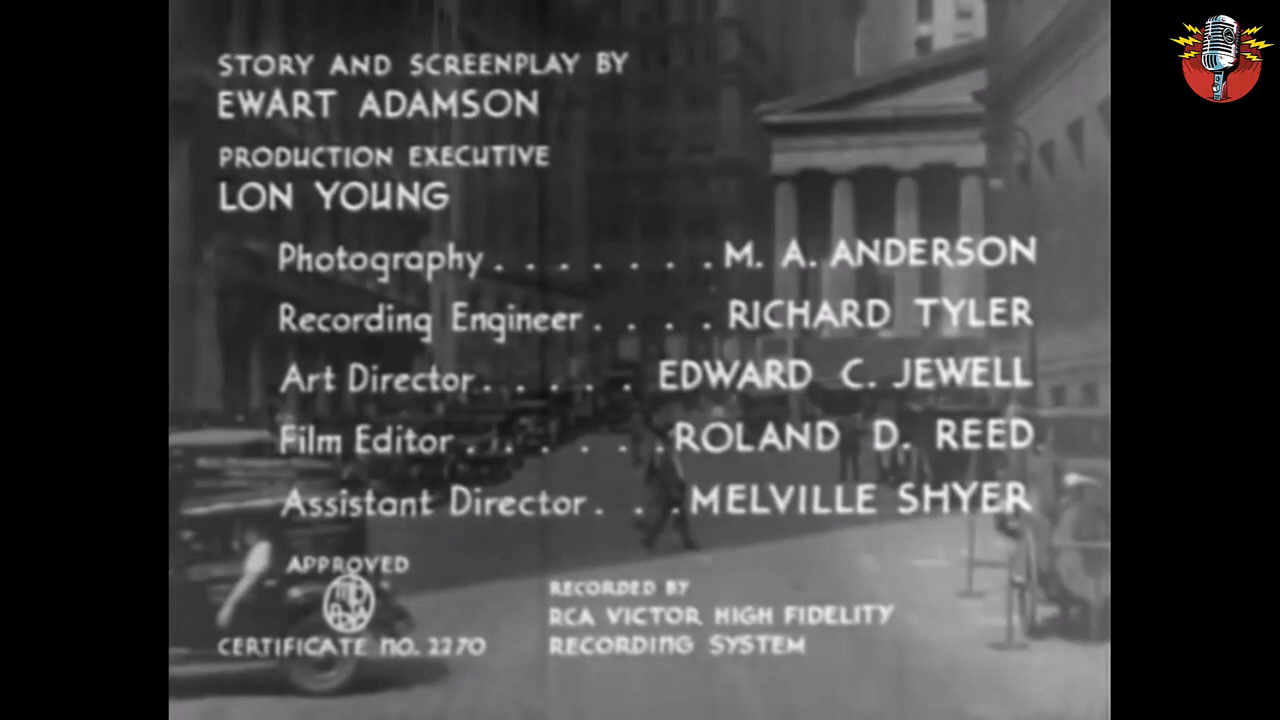 STORY AND SCREENPLAY BY
EWART ADAMSON
PRODUCTION EXECUTIVE
LON YOUNG
Photography . . . . . . . M. A. ANDERSON
Recording Engineer . . . . RICHARD TYLER
Art Director . . . . . EDWARD C. JEWELL
Film Editor . . . . . . ROLAND D. REED
Assistant Director . . . MELVILLE SHYER
APPROVED
CERTIFICATE NO. 2270
RECORDED BY
RCA VICTOR HIGH FIDELITY
RECORDING SYSTEM